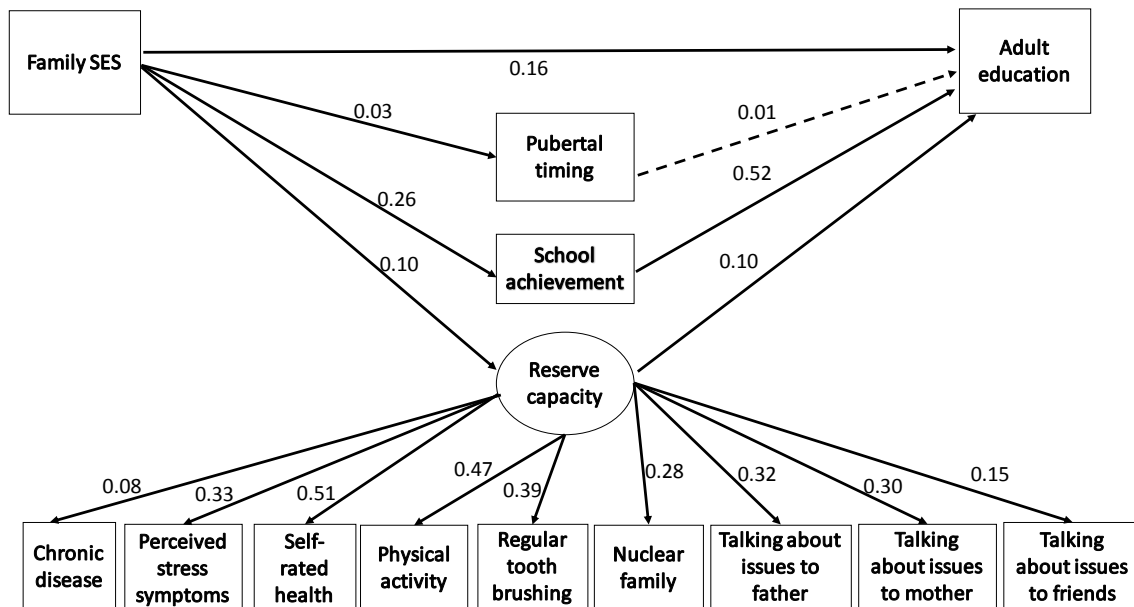 Family SES
Adult
education
0.16
0.03
0.01
Pubertal
timing
0.52
0.26
School
achievement
0.10
0.10
Reserve
capacity
0.08
0.33
0.51
0.47
0.39
0.28
0.32
0.30
0.15
Chronic
disease
Perceived
stress
symptoms
Self-
rated
health
Physical
activity
Regular
tooth
brushing
Nuclear
family
Talking about
issues to
father
Talking
about issues
to mother
Talking
about issues
to friends